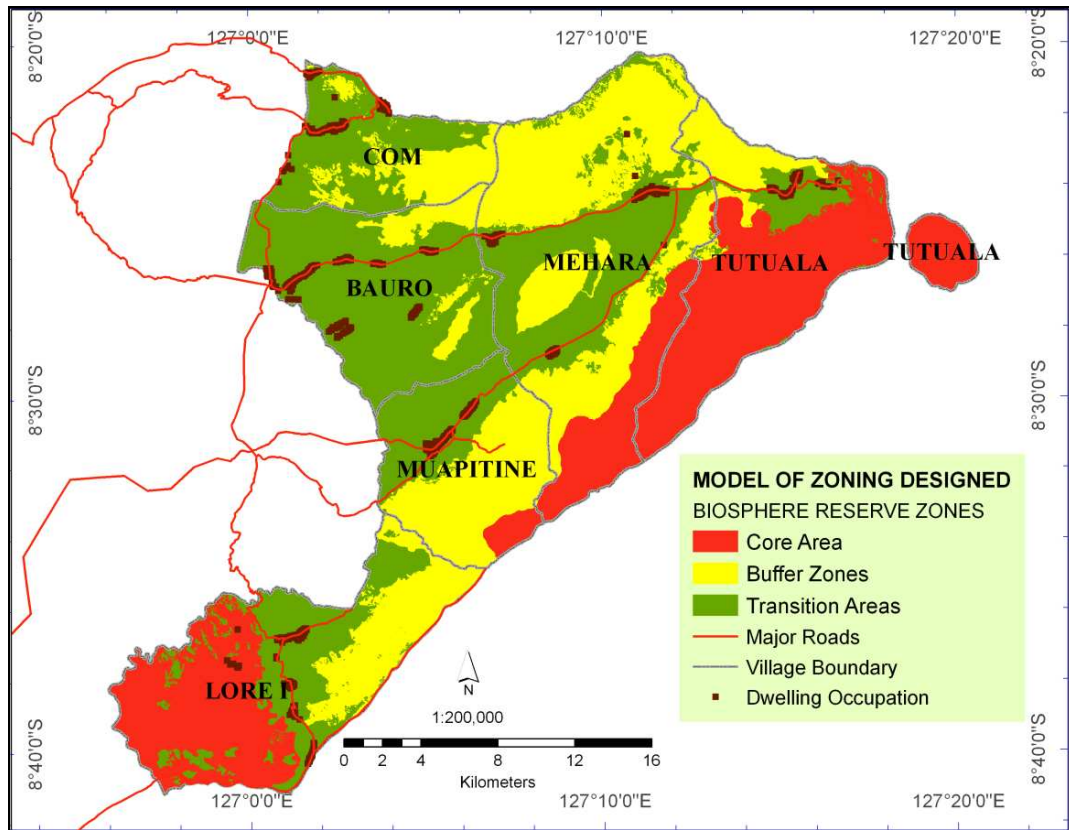 127°0'0"E
127°10'0"E
127°20'0"E
8°20'0"S
8°20'0"S
COM
MEHARA
TUTUALA
TUTUALA
BAURO
8°30'0"S
8°30'0"S
MUAPITINE
MODEL OF ZONING DESIGNED
BIOSPHERE RESERVE ZONES
Core Area
Buffer Zones
Transition Areas
Major Roads
Village Boundary
Dwelling Occupation
LORE I
N
1:200,000
0 2 4 8 12 16
Kilometers
8°40'0"S
8°40'0"S
127°0'0"E
127°10'0"E
127°20'0"E